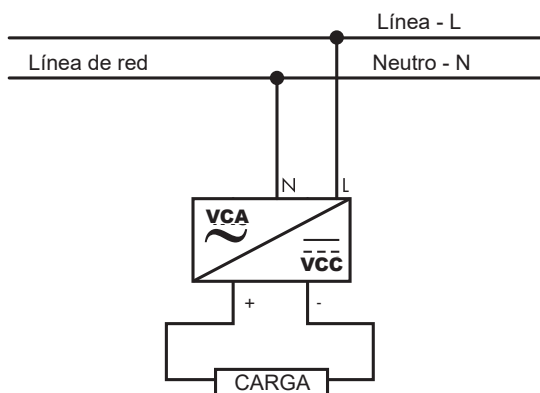 Línea - L
Línea de red
Neutro - N
N
L
VCA
VCC
+
-
CARGA